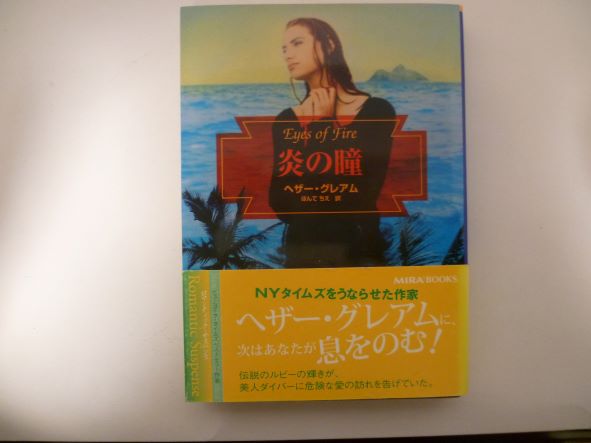 Eyes of Fire
炎の瞳
ヘザー・グレアム
ほんてちえ 訳
MIRA BOOKS
NYタイムズをうならせた作家
ヘザー・グレアムに、
次はあなたが息をのむ!
伝説のルビーの輝きが、
美人ダイバーに危険な愛の訪れを告げていた。
Romantic Suspense